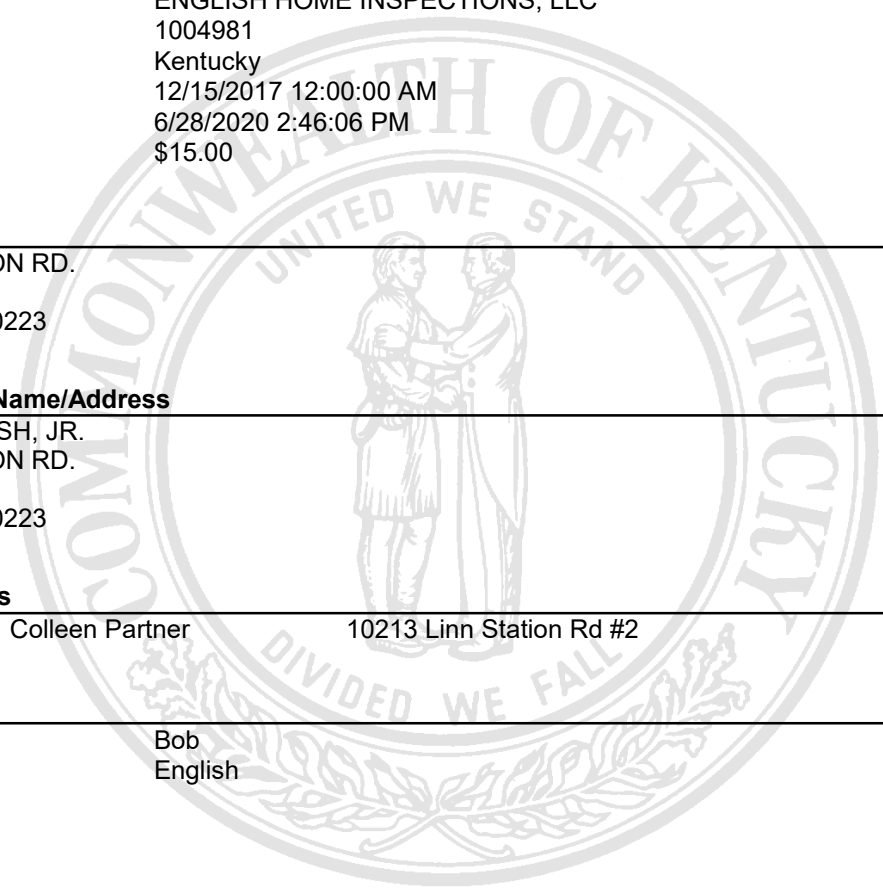 ENGLISH HOME INSPECTIONS, LLC
1004981
Kentucky
12/15/2017 12:00:00 AM
6/28/2020 2:46:06 PM
$15.00
COMMONWEALTH OF KENTUCKY
UNITED WE STAND
ON RD.
0223
Name/Address
SH, JR.
ON RD.
0223
s
Colleen Partner 10213 Linn Station Rd #2
DIVIDED WE FALL
Bob
English